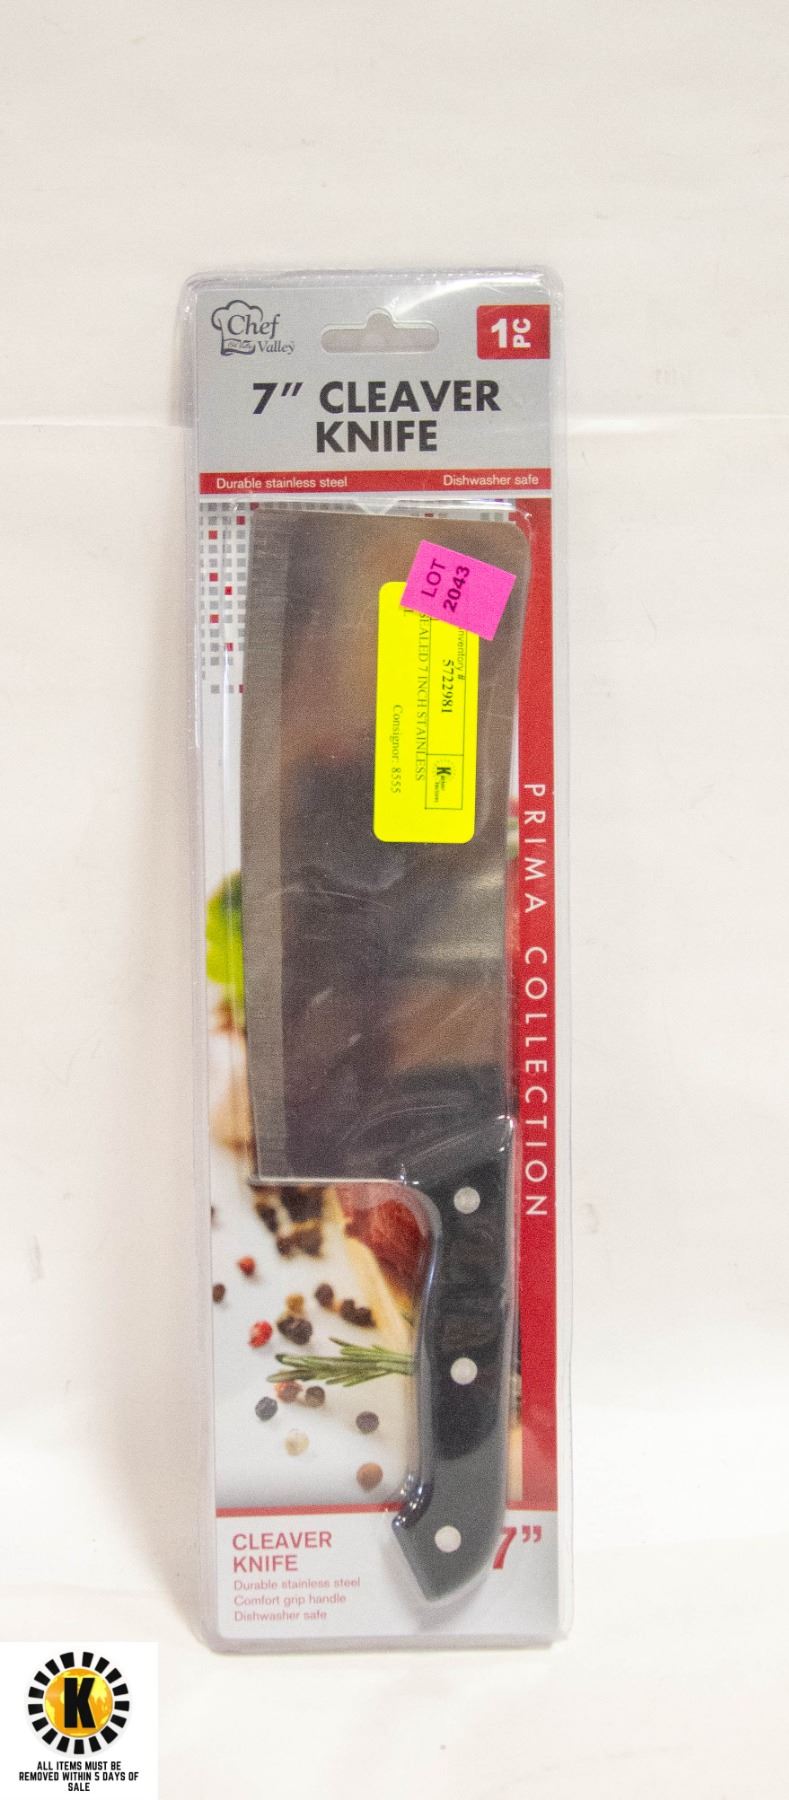 Chef
Valley
1PC
7” CLEAVER
KNIFE
Durable stainless steel
Dishwasher safe
LOT
2043
Inventory #
5722981
SEALED 7 INCH STAINLESS
Consignor: 8555
PRIMA COLLECTION
CLEAVER
KNIFE
Durable stainless steel
Comfort grip handle
Dishwasher safe
7”
K
ALL ITEMS MUST BE
REMOVED WITHIN 5 DAYS OF
SALE